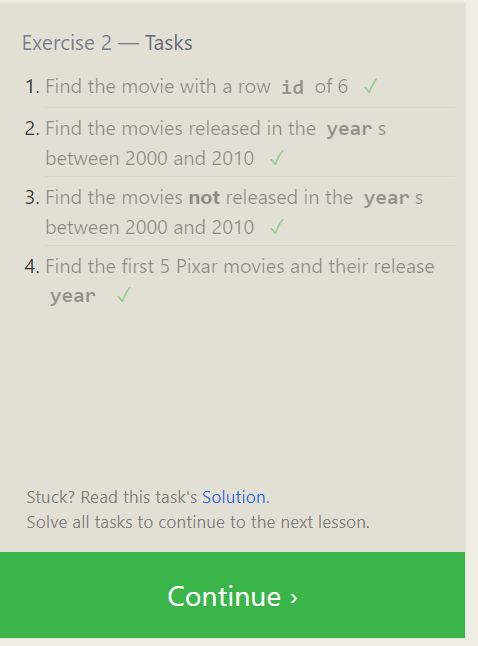 Exercise 2 — Tasks
1. Find the movie with a row id of 6 ✓
2. Find the movies released in the year s
between 2000 and 2010 ✓
3. Find the movies not released in the year s
between 2000 and 2010 ✓
4. Find the first 5 Pixar movies and their release
year ✓
Stuck? Read this task's Solution.
Solve all tasks to continue to the next lesson.
Continue ›